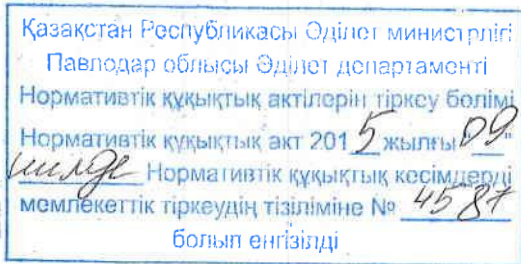 Қазақстан Республикасы Әділет министрлігі
Павлодар облысы Әділет департаменті
Нормативтік құқықтық актілерін тіркеу бөлімі
Нормативтік құқықтық акт 2015 жылғы "09"
шілде Нормативтік құқықтық кесімдерді
мемлекеттік тіркеудің тізіліміне № 4587
болып енгізілді